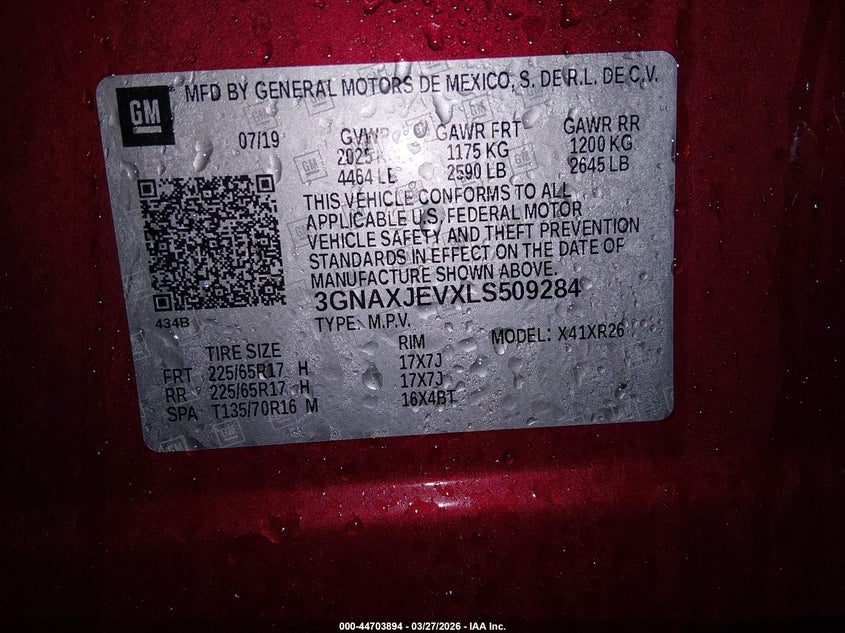 GM
MFD BY GENERAL MOTORS DE MEXICO, S. DE R.L. DE C.V.
07/19
GVWR GAWR FRT GAWR RR
2025 K 1175 KG 1200 KG
4464 LB 2590 LB 2645 LB
THIS VEHICLE CONFORMS TO ALL
APPLICABLE U.S. FEDERAL MOTOR
VEHICLE SAFETY AND THEFT PREVENTION
STANDARDS IN EFFECT ON THE DATE OF
MANUFACTURE SHOWN ABOVE.
3GNAXJEVXLS509284
434B
TYPE: M.P.V. MODEL: X41XR26
TIRE SIZE RIM
FRT 225/65R17 H 17X7J
RR 225/65R17 H 17X7J
SPA T135/70R16 M 16X4BT
000-44703894 - 03/27/2026 - IAA Inc.